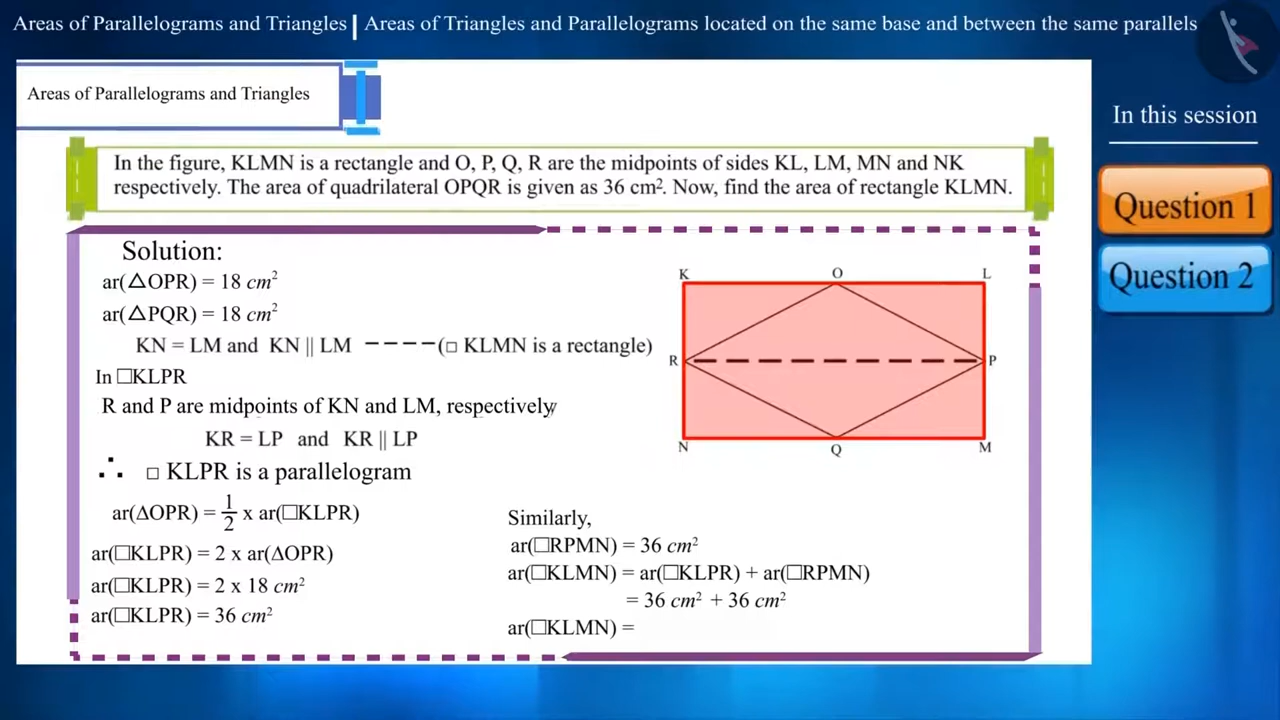 Areas of Parallelograms and Triangles | Areas of Triangles and Parallelograms located on the same base and between the same parallels
Areas of Parallelograms and Triangles
In this session
Question 1
Question 2
In the figure, KLMN is a rectangle and O, P, Q, R are the midpoints of sides KL, LM, MN and NK
respectively. The area of quadrilateral OPQR is given as 36 cm². Now, find the area of rectangle KLMN.
Solution:
ar(△OPR) = 18 cm²
ar(△PQR) = 18 cm²
KN = LM and KN || LM ----(□ KLMN is a rectangle)
In □KLPR
R and P are midpoints of KN and LM, respectively
KR = LP and KR || LP
∴ □ KLPR is a parallelogram
ar(ΔOPR) = 1/2 x ar(□KLPR)
ar(□KLPR) = 2 x ar(ΔOPR)
ar(□KLPR) = 2 x 18 cm²
ar(□KLPR) = 36 cm²
Similarly,
ar(□RPMN) = 36 cm²
ar(□KLMN) = ar(□KLPR) + ar(□RPMN)
= 36 cm² + 36 cm²
ar(□KLMN) =
K O L
R P
N Q M